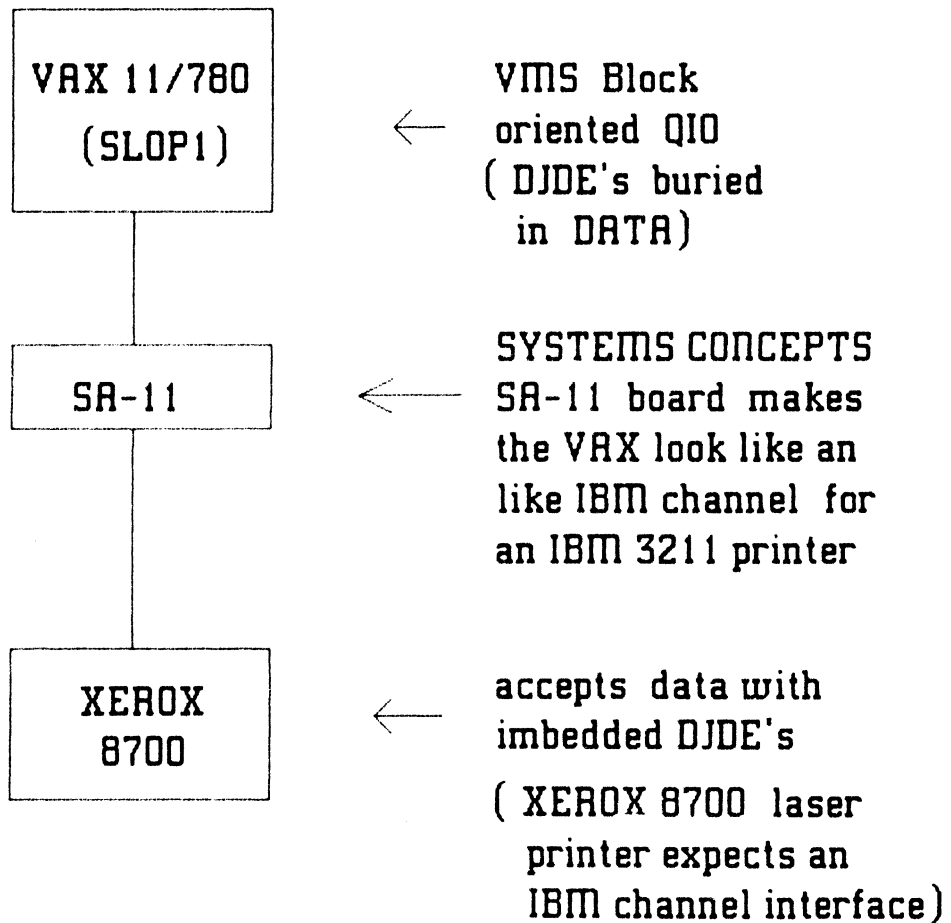 VAX 11/780
(SLOP1)
VMS Block
oriented QIO
( DJDE's buried
in DATA)
SA-11
SYSTEMS CONCEPTS
SA-11 board makes
the VAX look like an
like IBM channel for
an IBM 3211 printer
XEROX
8700
accepts data with
imbedded DJDE's
( XEROX 8700 laser
printer expects an
IBM channel interface)